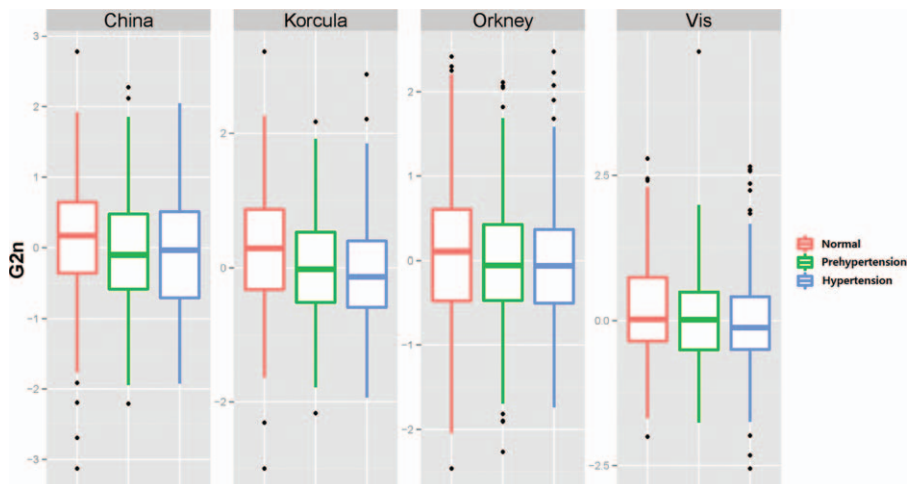 China
Korcula
Orkney
Vis
G2n
3
2
1
0
−1
−2
−3
2
0
−2
2
1
0
−1
−2
2.5
0.0
−2.5
Normal
Prehypertension
Hypertension